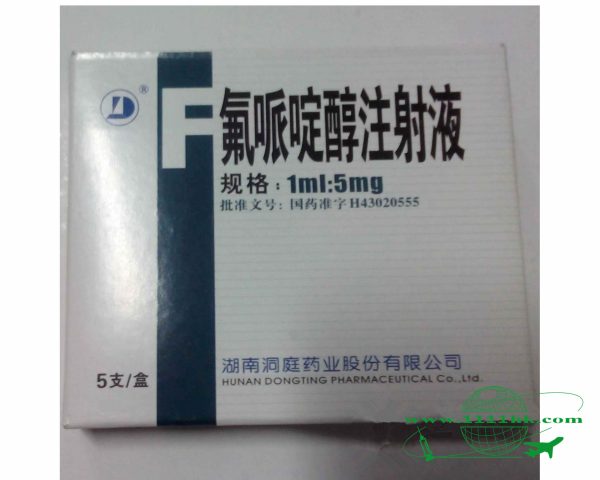 ®
F 氟哌啶醇注射液
规格：1ml:5mg
批准文号：国药准字H43020555
湖南洞庭药业股份有限公司
HUNAN DONGTING PHARMACEUTICAL Co.,Ltd.
5支/盒